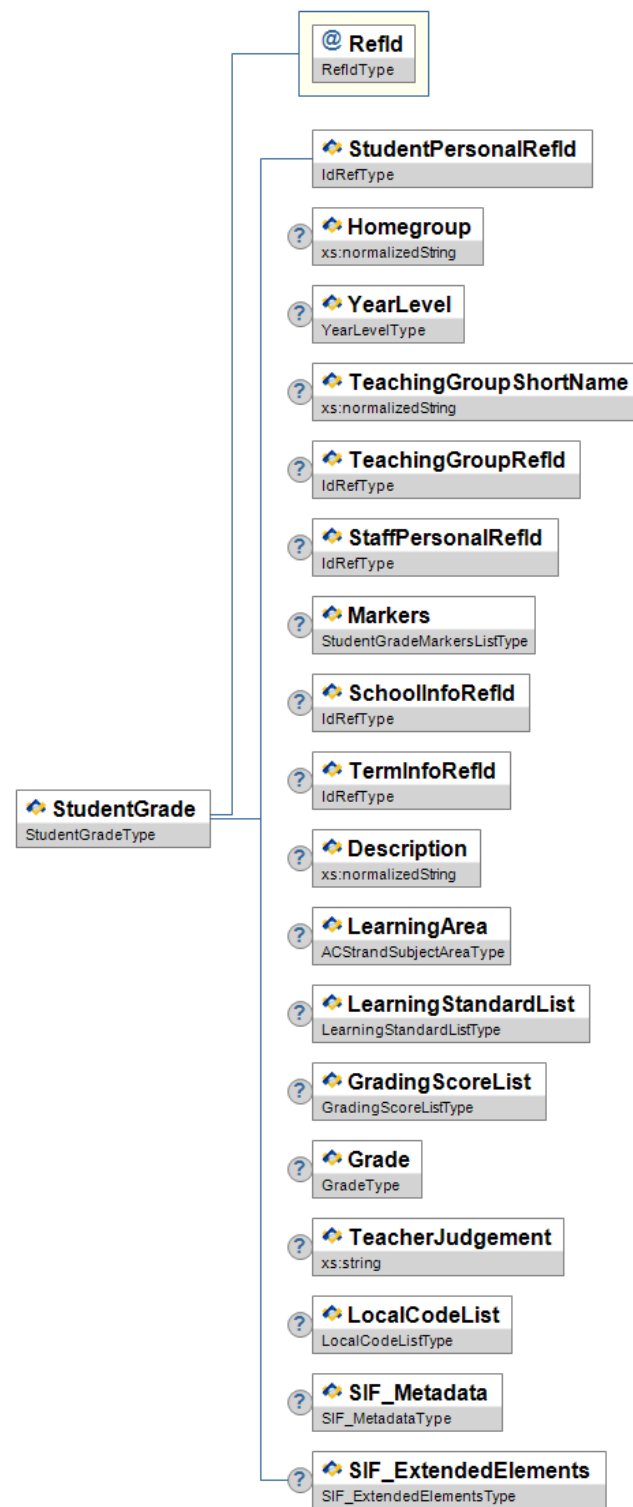 @ RefId
RefIdType
StudentPersonalRefId
IdRefType
? Homegroup
xs:normalizedString
? YearLevel
YearLevelType
? TeachingGroupShortName
xs:normalizedString
? TeachingGroupRefId
IdRefType
? StaffPersonalRefId
IdRefType
? Markers
StudentGradeMarkersListType
? SchoolInfoRefId
IdRefType
? TermInfoRefId
IdRefType
StudentGrade
StudentGradeType
? Description
xs:normalizedString
? LearningArea
ACStrandSubjectAreaType
? LearningStandardList
LearningStandardListType
? GradingScoreList
GradingScoreListType
? Grade
GradeType
? TeacherJudgement
xs:string
? LocalCodeList
LocalCodeListType
? SIF_Metadata
SIF_MetadataType
? SIF_ExtendedElements
SIF_ExtendedElementsType